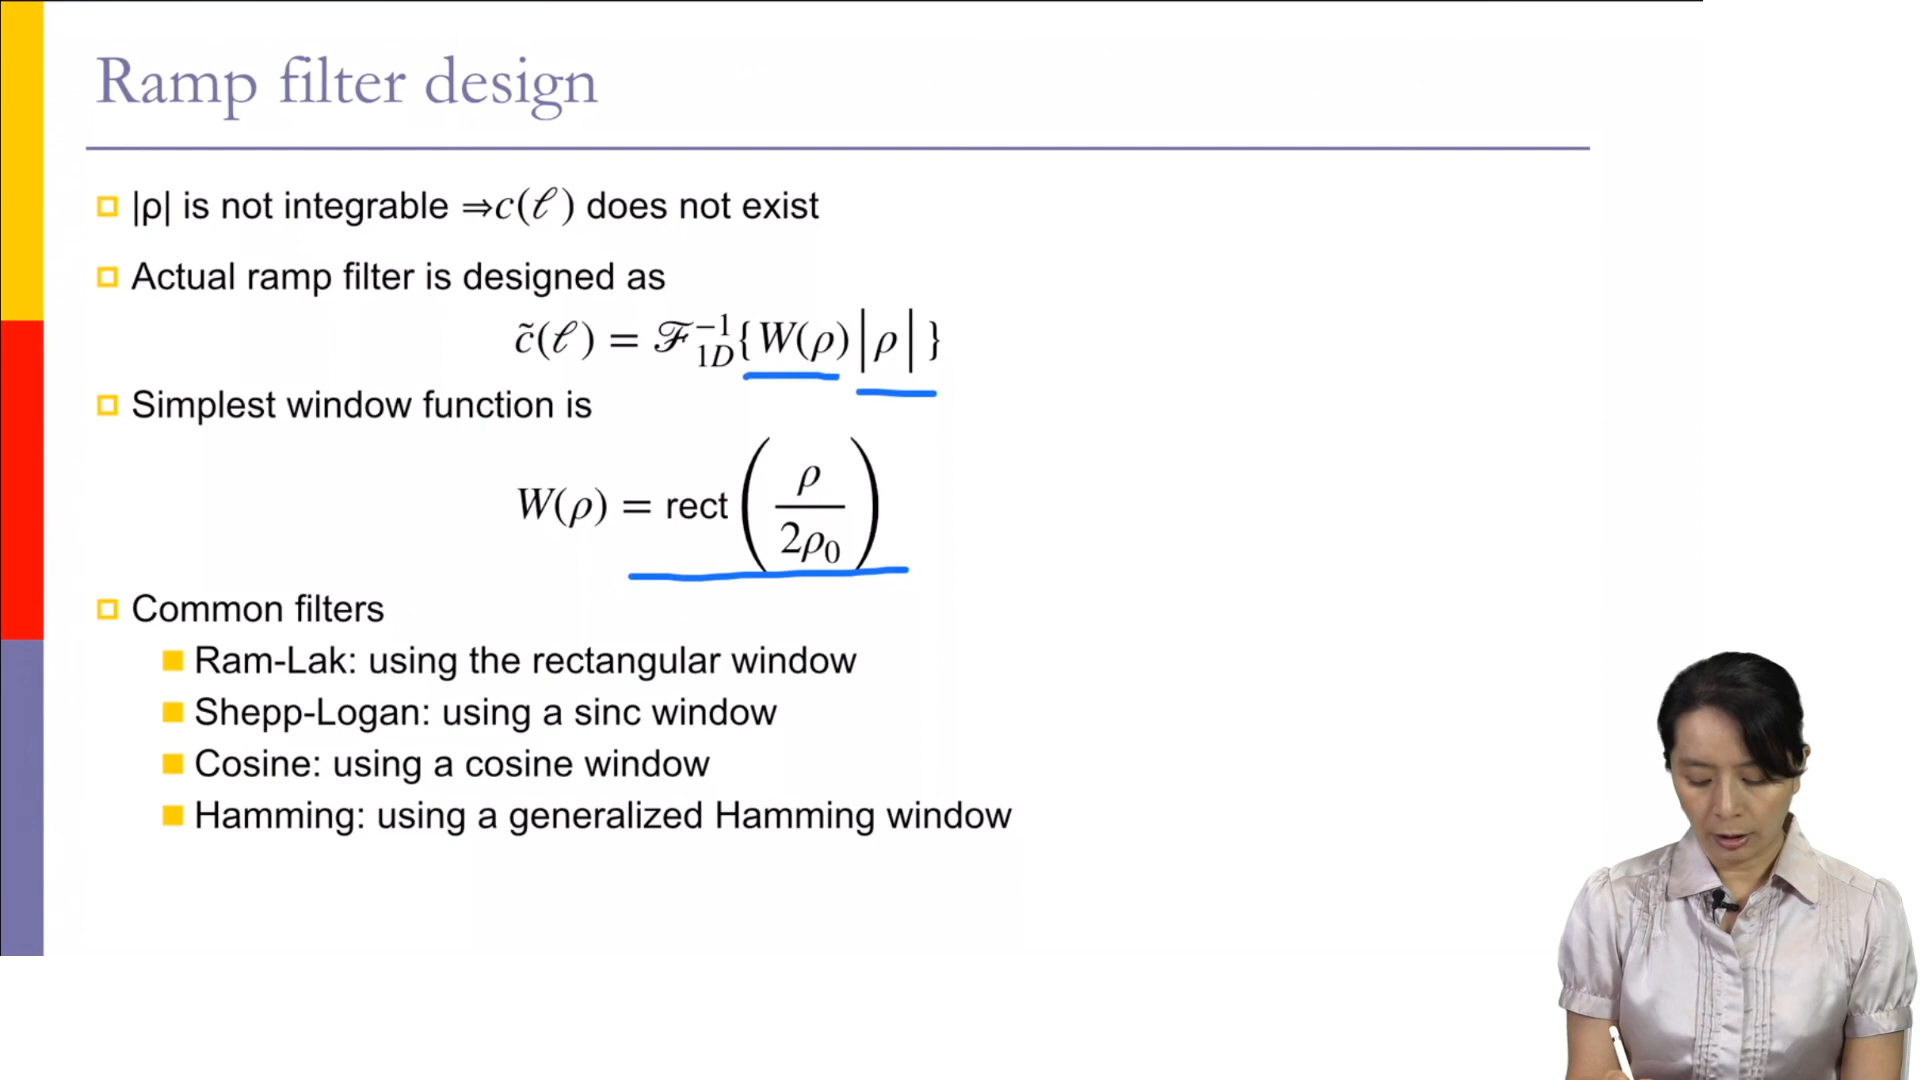 Ramp filter design
|ρ| is not integrable ⇒c(ℓ) does not exist
Actual ramp filter is designed as
c̃(ℓ) = ℱ₁D⁻¹{W(ρ)|ρ|}
Simplest window function is
W(ρ) = rect(ρ/2ρ₀)
Common filters
Ram-Lak: using the rectangular window
Shepp-Logan: using a sinc window
Cosine: using a cosine window
Hamming: using a generalized Hamming window